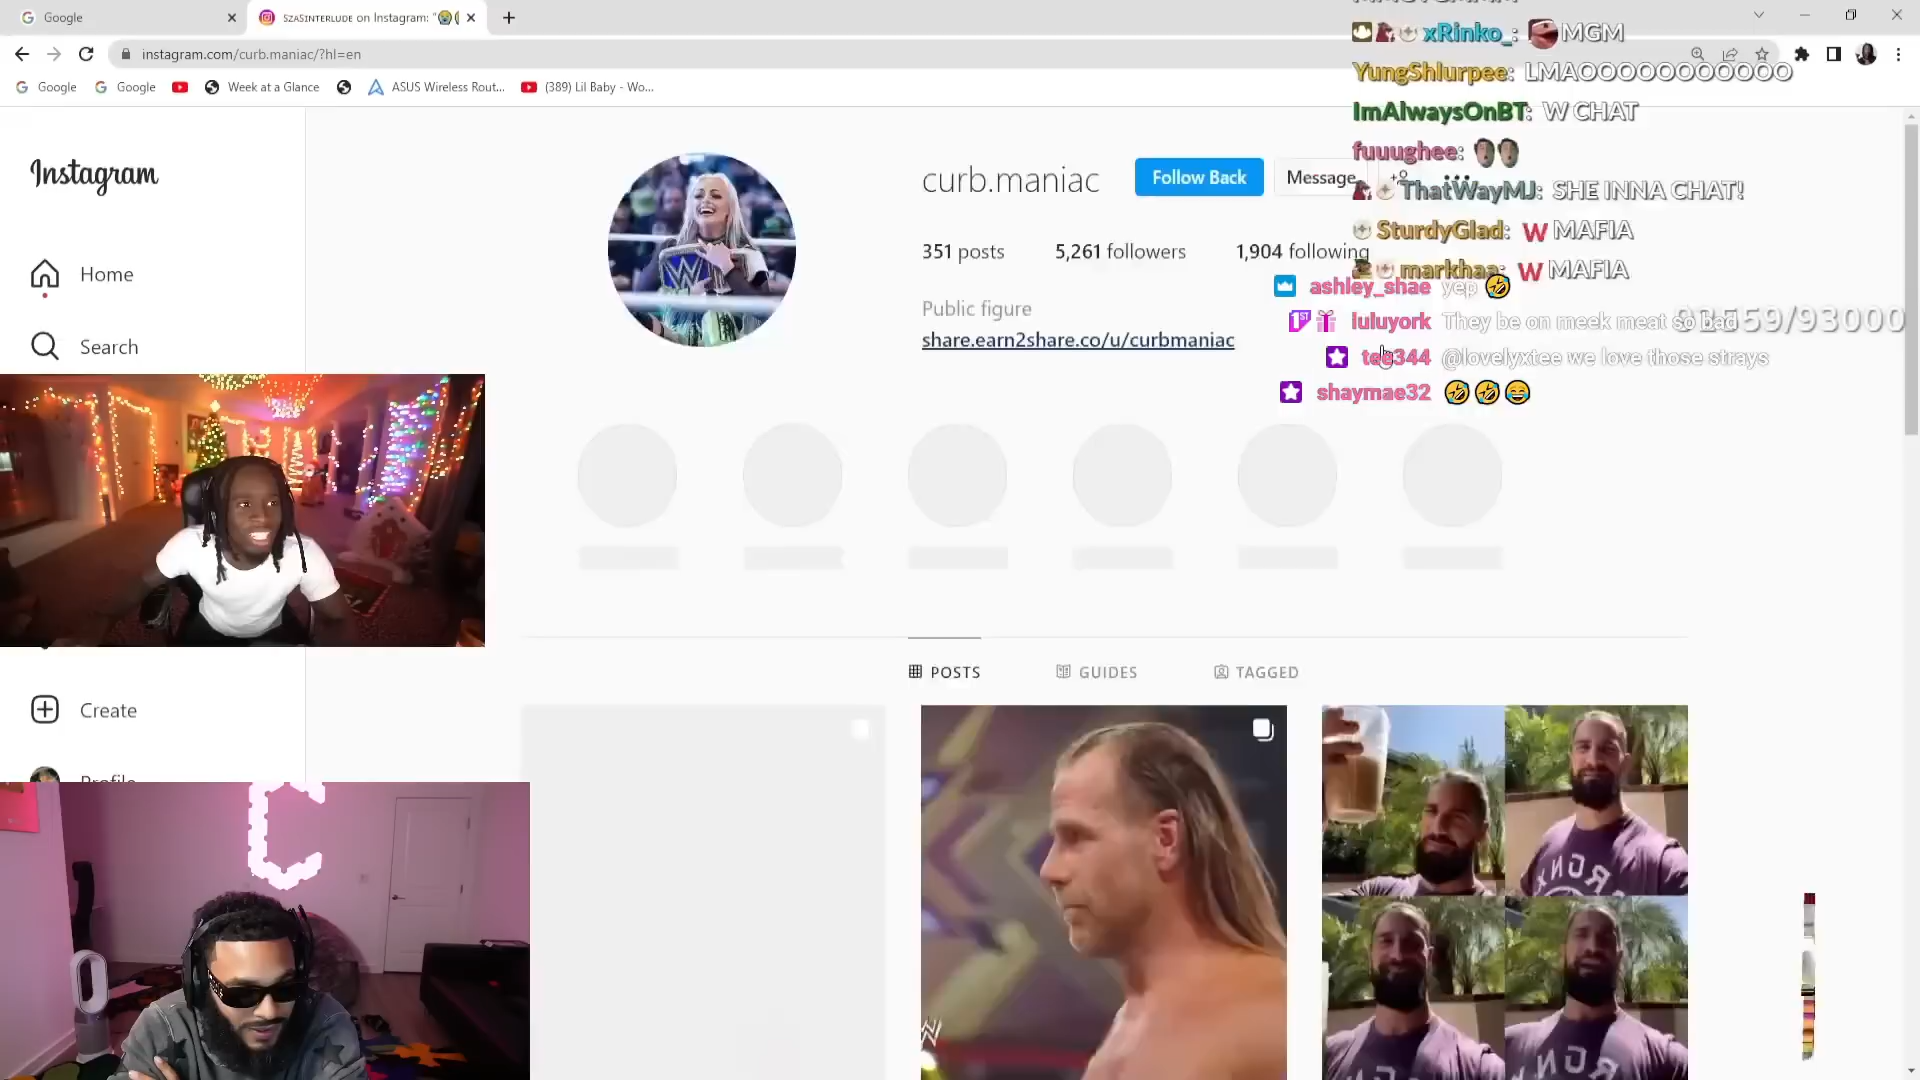 Google
SZASINTERLUDE on Instagram: "😭(
instagram.com/curb.maniac/?hl=en
Google
Google
Week at a Glance
ASUS Wireless Rout...
(389) Lil Baby - Wo...
xRinko_: MGM
YungShlurpee: LMAOOOOOOOOOOO
ImAlwaysOnBT: W CHAT
fuuughee:
ThatWayMJ: SHE INNA CHAT!
SturdyGlad: W MAFIA
markhaa: W MAFIA
ashley_shae yep 🤣
luluyork They be on meek meat so bad
/93000
tee344 @lovelyxtee we love those strays
shaymae32 🤣🤣😂
Instagram
Home
Search
Create
Profile
curb.maniac
Follow Back
Message
351 posts
5,261 followers
1,904 following
Public figure
share.earn2share.co/u/curbmaniac
POSTS
GUIDES
TAGGED
C
W